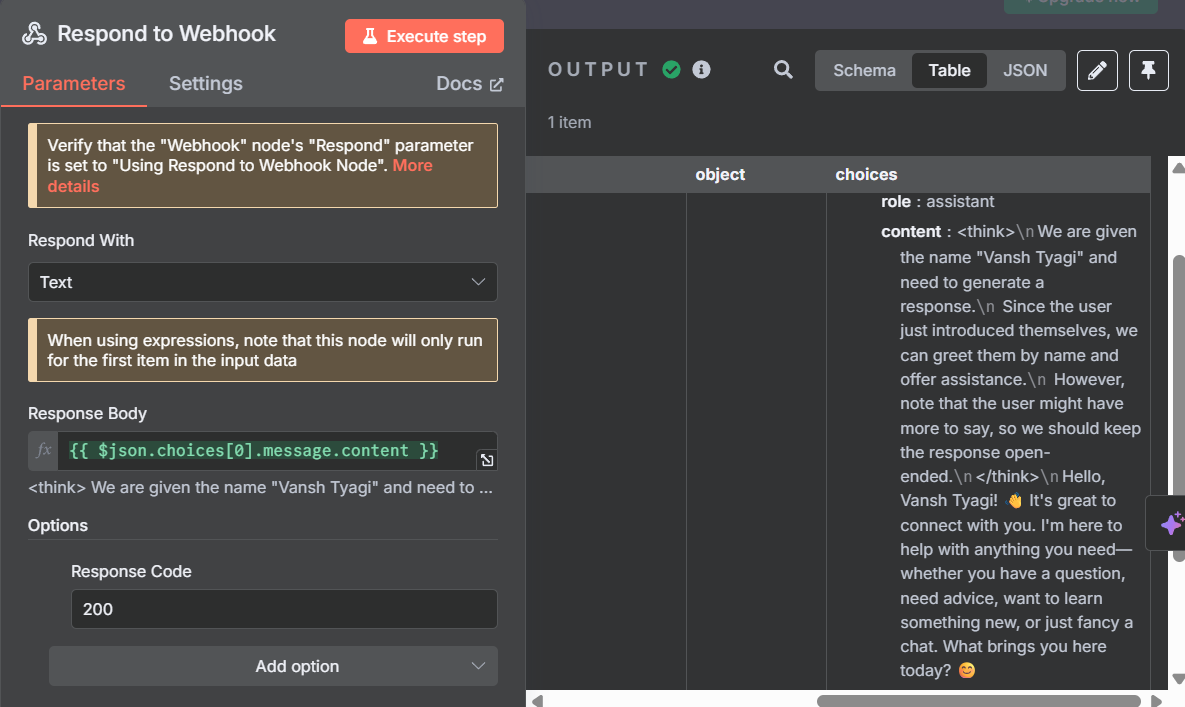 Upgrade now
Respond to Webhook
Execute step
Parameters
Settings
Docs
Verify that the "Webhook" node's "Respond" parameter
is set to "Using Respond to Webhook Node". More
details
Respond With
Text
When using expressions, note that this node will only run
for the first item in the input data
Response Body
fx
{{ $json.choices[0].message.content }}
<think> We are given the name "Vansh Tyagi" and need to ...
Options
Response Code
200
Add option
OUTPUT
Schema
Table
JSON
1 item
object
choices
role : assistant
content : <think>\n We are given
the name "Vansh Tyagi" and
need to generate a
response.\n Since the user
just introduced themselves, we
can greet them by name and
offer assistance.\n However,
note that the user might have
more to say, so we should keep
the response open-
ended.\n</think>\n Hello,
Vansh Tyagi! 👋 It's great to
connect with you. I'm here to
help with anything you need—
whether you have a question,
need advice, want to learn
something new, or just fancy a
chat. What brings you here
today? 😊